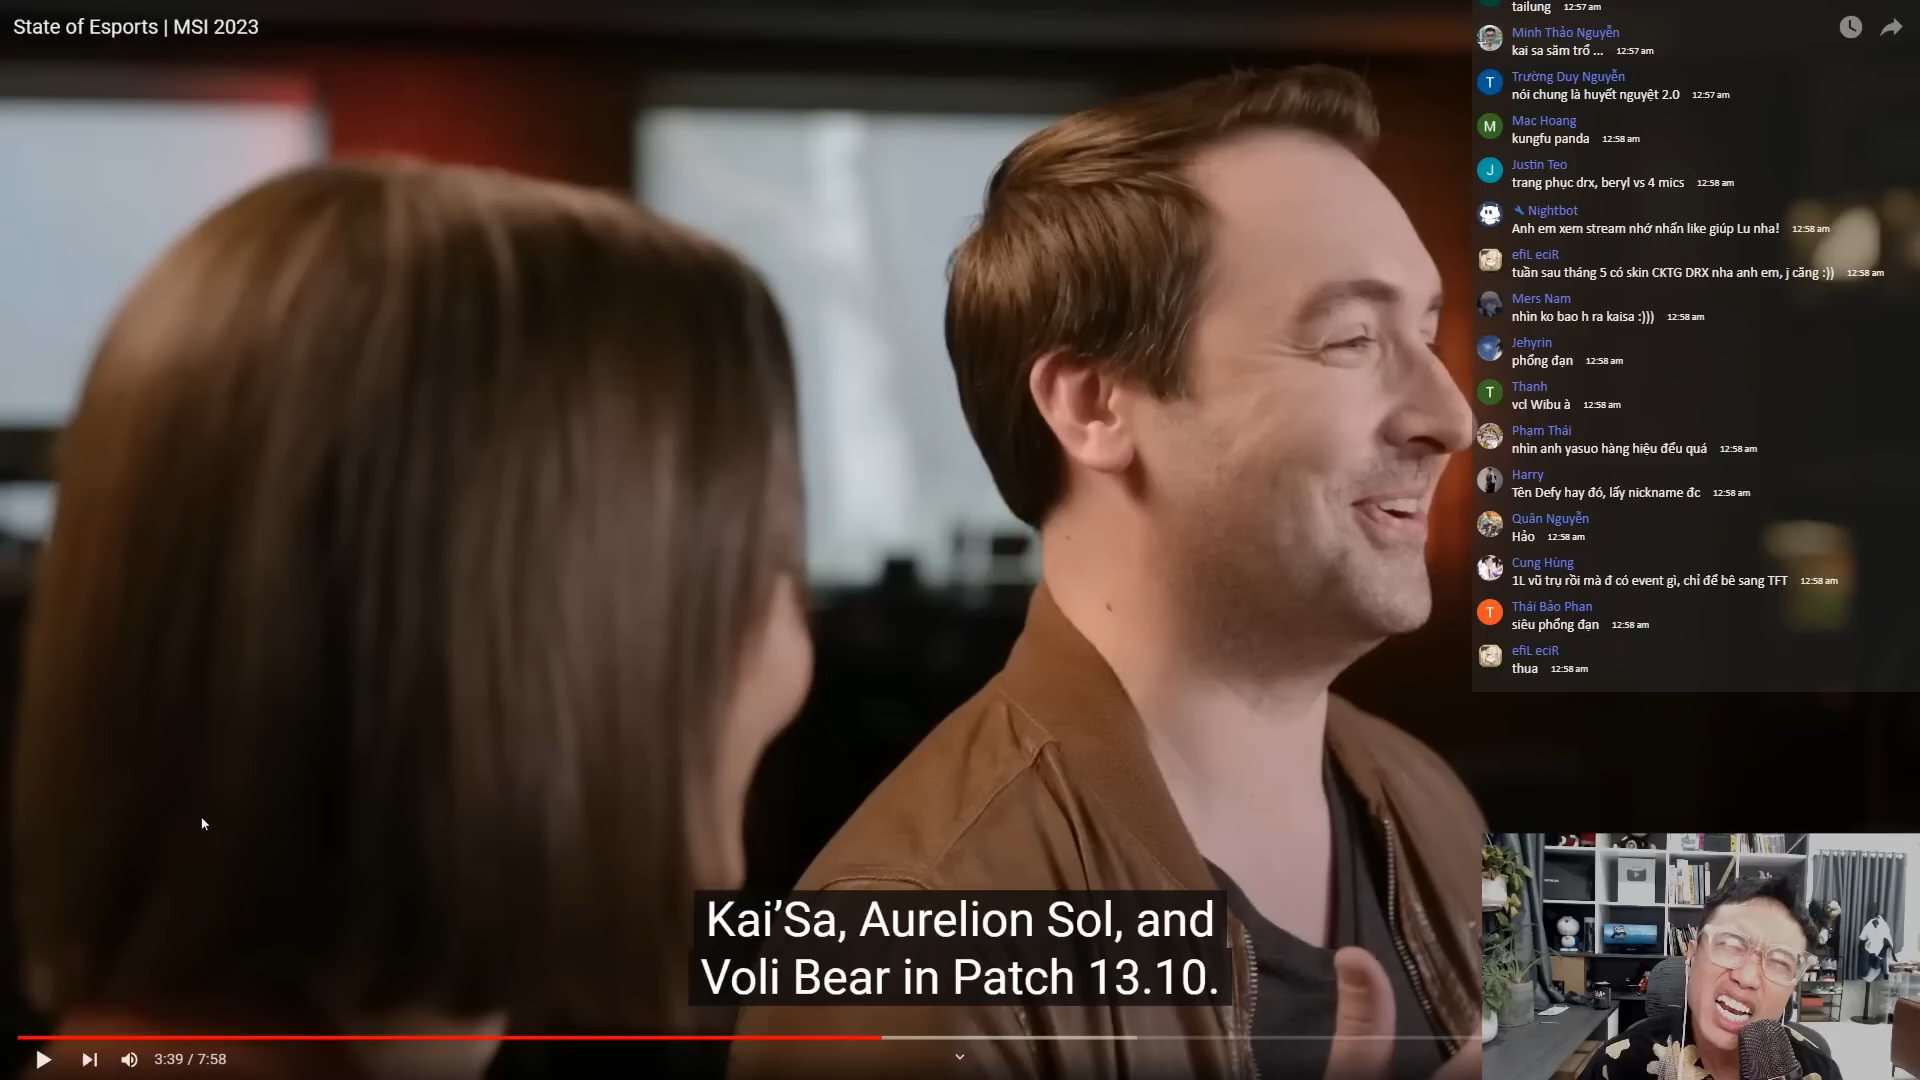 State of Esports | MSI 2023
tailung 12:57 am
Minh Thảo Nguyễn
kai sa săm trổ ... 12:57 am
T
Trường Duy Nguyễn
nói chung là huyết nguyệt 2.0 12:57 am
M
Mac Hoang
kungfu panda 12:58 am
J
Justin Teo
trang phục drx, beryl vs 4 mics 12:58 am
Nightbot
Anh em xem stream nhớ nhấn like giúp Lu nha! 12:58 am
efiL eciR
tuần sau tháng 5 có skin CKTG DRX nha anh em, j căng :)) 12:58 am
Mers Nam
nhìn ko bao h ra kaisa :))) 12:58 am
Jehyrin
phổng đạn 12:58 am
T
Thanh
vcl Wibu à 12:58 am
Phạm Thái
nhìn anh yasuo hàng hiệu đểu quá 12:58 am
Harry
Tên Defy hay đó, lấy nickname đc 12:58 am
Quân Nguyễn
Hảo 12:58 am
Cung Hùng
1L vũ trụ rồi mà đ có event gì, chỉ để bê sang TFT 12:58 am
T
Thái Bảo Phan
siêu phổng đạn 12:58 am
efiL eciR
thua 12:58 am
Kai’Sa, Aurelion Sol, and
Voli Bear in Patch 13.10.
3:39 / 7:58